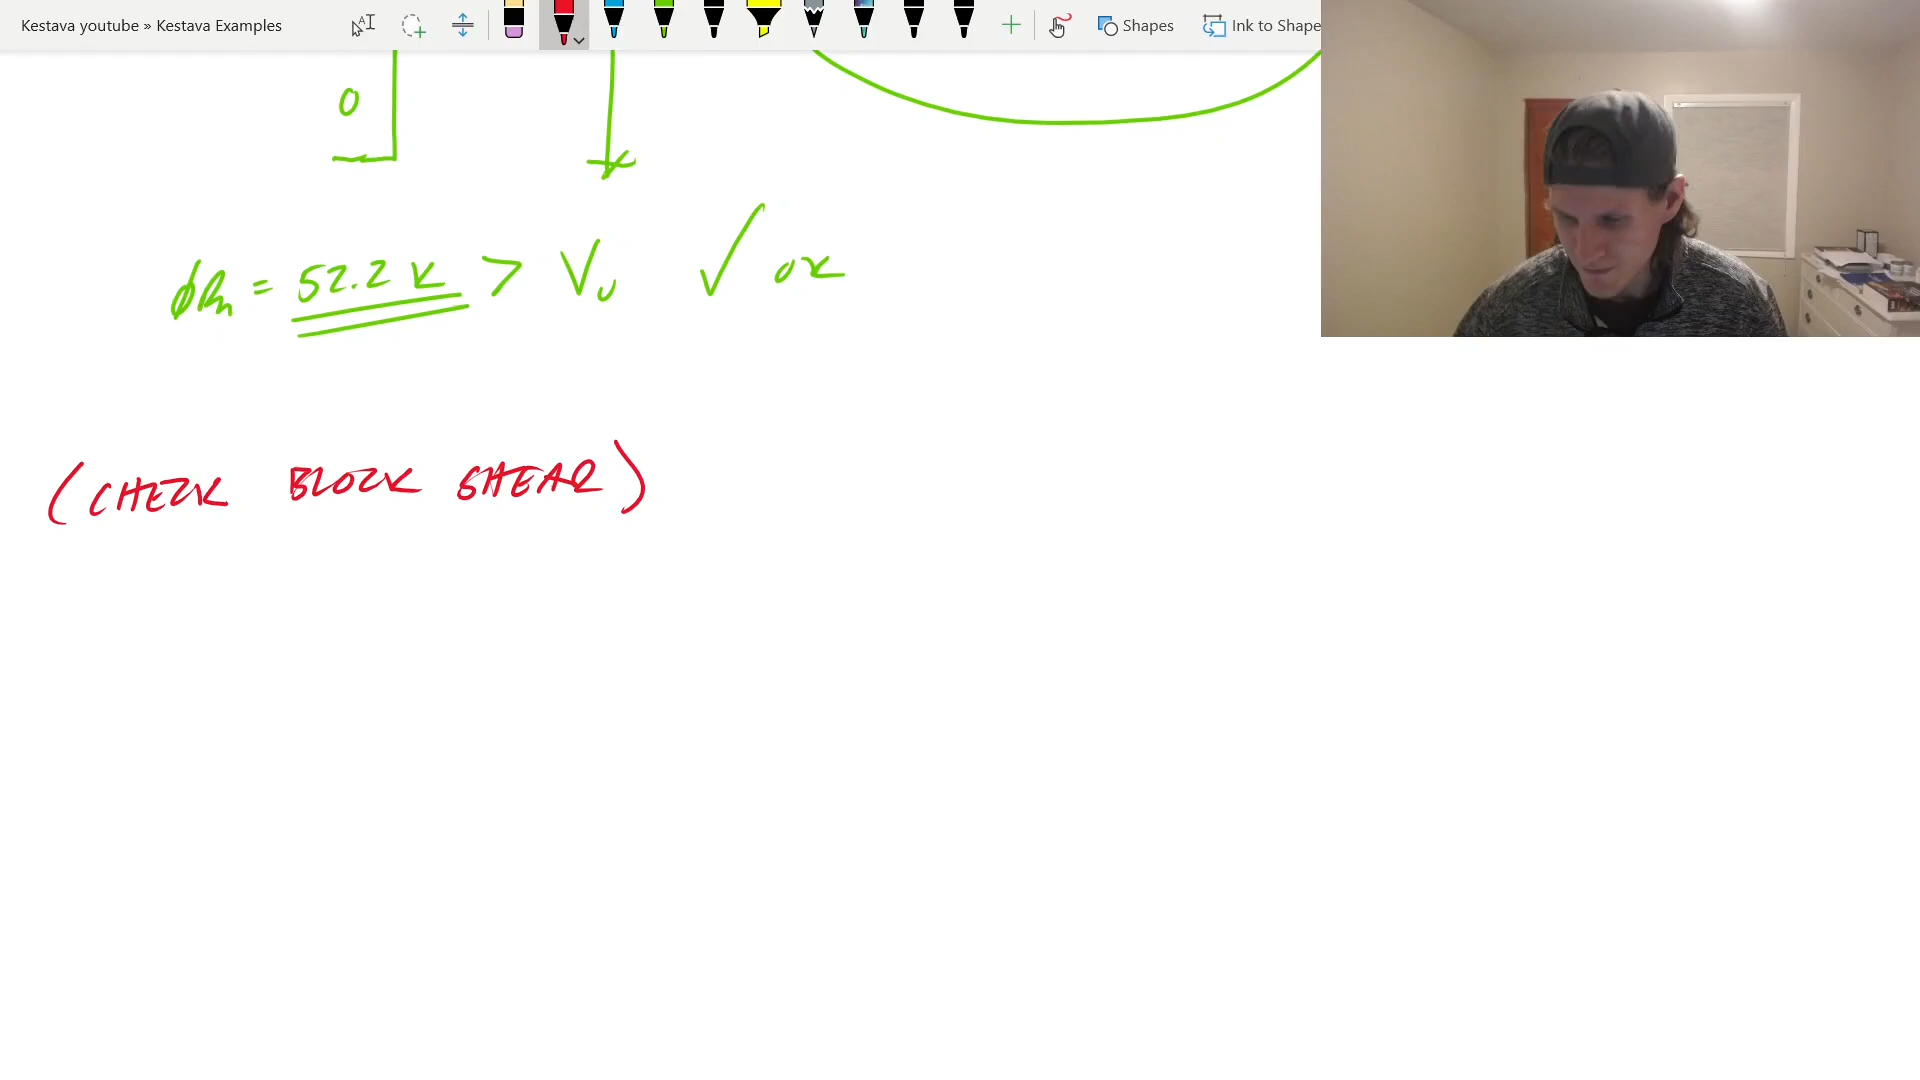 Kestava youtube » Kestava Examples
Shapes
Ink to Shape
0
ϕRn = 52.2 K > Vu ✓ OK
(CHECK BLOCK SHEAR)